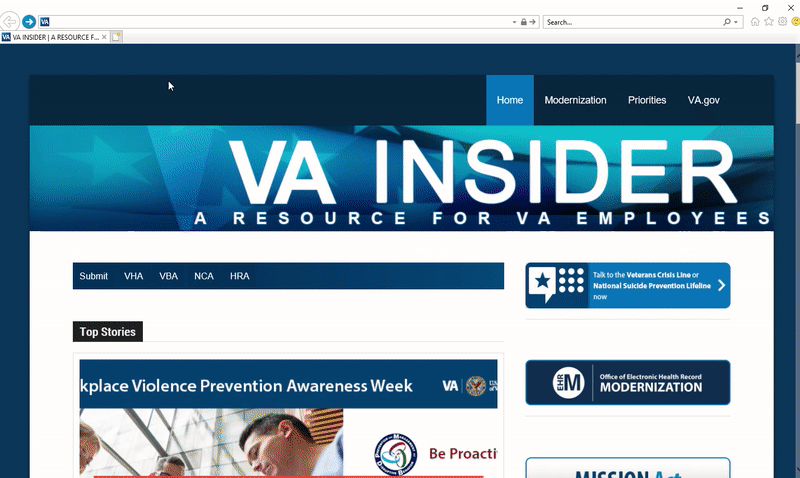 VA
Search...
VA VA INSIDER | A RESOURCE F...
Home Modernization Priorities VA.gov
VA INSIDER
A RESOURCE FOR VA EMPLOYEES
Submit VHA VBA NCA HRA
Talk to the Veterans Crisis Line or
National Suicide Prevention Lifeline
now
Top Stories
kplace Violence Prevention Awareness Week VA
EHRM Office of Electronic Health Record
MODERNIZATION
Be Proacti
MISSION Act